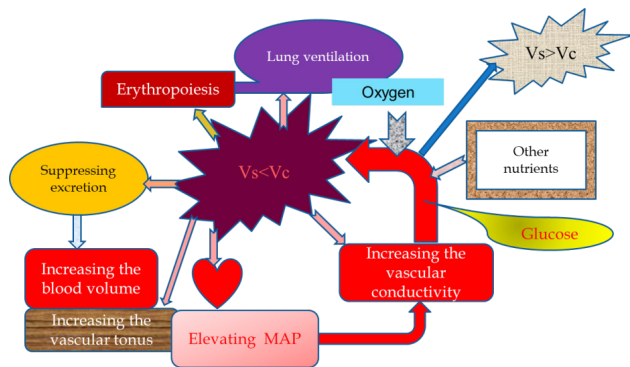 Lung ventilation
Vs>Vc
Erythropoiesis
Oxygen
Other
nutrients
Suppressing
excretion
Vs<Vc
Glucose
Increasing the
blood volume
Increasing the
vascular
conductivity
Increasing the
vascular tonus
Elevating MAP